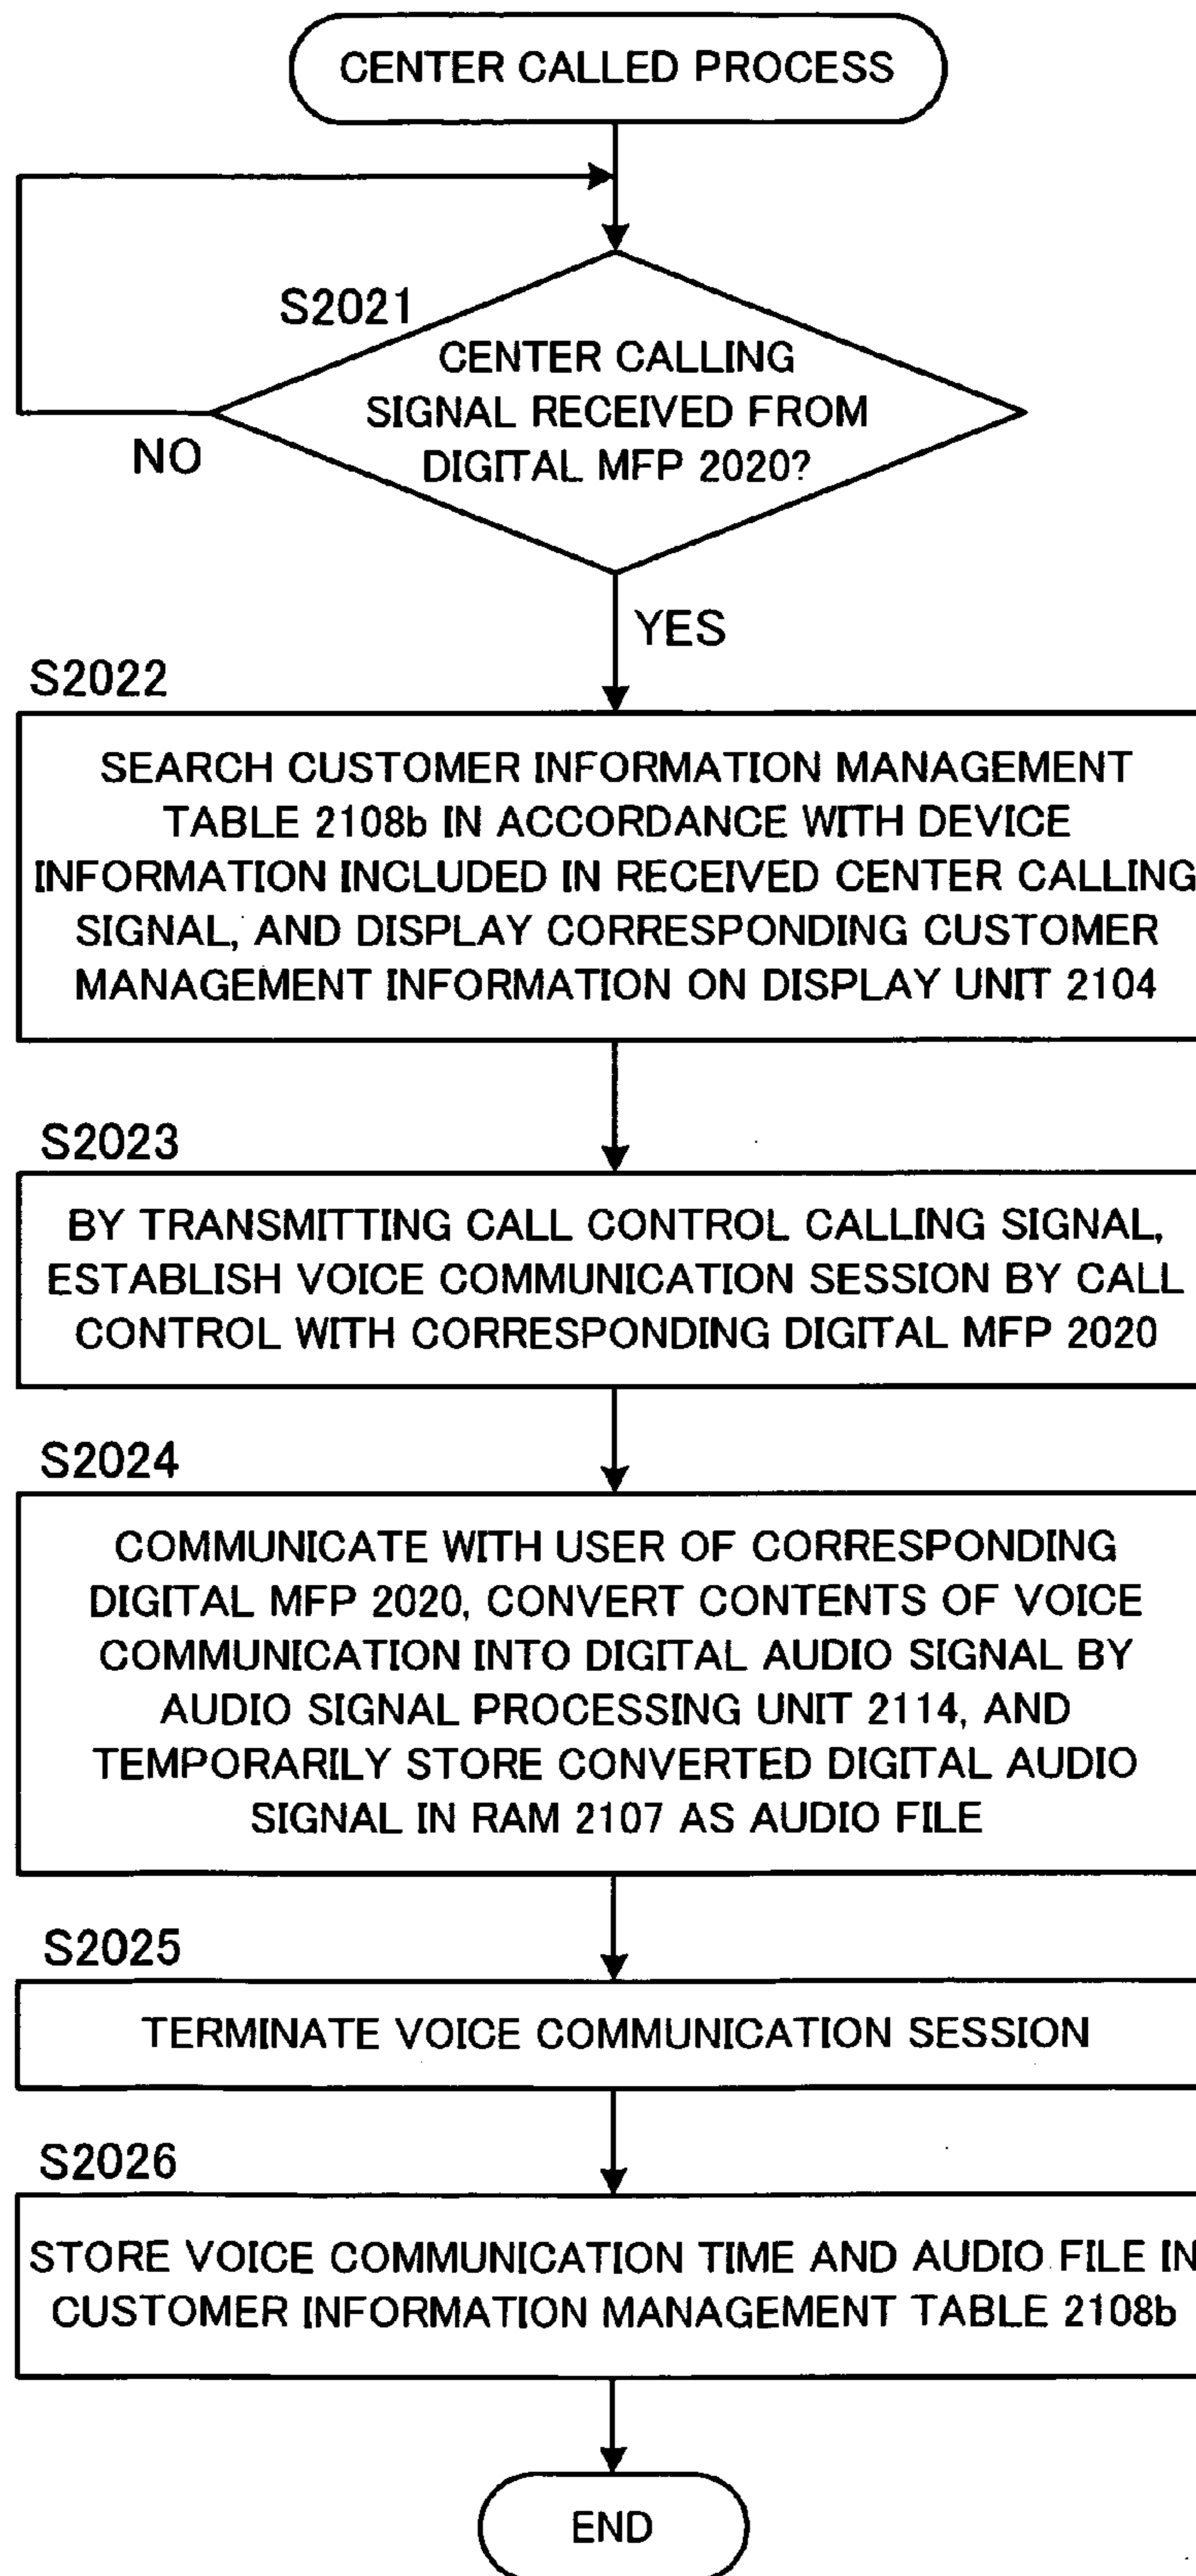 CENTER CALLED PROCESS
S2021
CENTER CALLING
SIGNAL RECEIVED FROM
DIGITAL MFP 2020?
NO
YES
S2022
SEARCH CUSTOMER INFORMATION MANAGEMENT
TABLE 2108b IN ACCORDANCE WITH DEVICE
INFORMATION INCLUDED IN RECEIVED CENTER CALLING
SIGNAL, AND DISPLAY CORRESPONDING CUSTOMER
MANAGEMENT INFORMATION ON DISPLAY UNIT 2104
S2023
BY TRANSMITTING CALL CONTROL CALLING SIGNAL,
ESTABLISH VOICE COMMUNICATION SESSION BY CALL
CONTROL WITH CORRESPONDING DIGITAL MFP 2020
S2024
COMMUNICATE WITH USER OF CORRESPONDING
DIGITAL MFP 2020, CONVERT CONTENTS OF VOICE
COMMUNICATION INTO DIGITAL AUDIO SIGNAL BY
AUDIO SIGNAL PROCESSING UNIT 2114, AND
TEMPORARILY STORE CONVERTED DIGITAL AUDIO
SIGNAL IN RAM 2107 AS AUDIO FILE
S2025
TERMINATE VOICE COMMUNICATION SESSION
S2026
STORE VOICE COMMUNICATION TIME AND AUDIO FILE IN
CUSTOMER INFORMATION MANAGEMENT TABLE 2108b
END